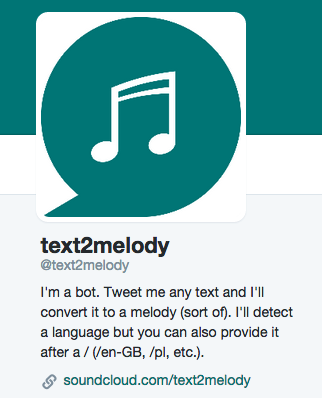 text2melody
@text2melody
I'm a bot. Tweet me any text and I'll
convert it to a melody (sort of). I'll detect
a language but you can also provide it
after a / (/en-GB, /pl, etc.).
soundcloud.com/text2melody